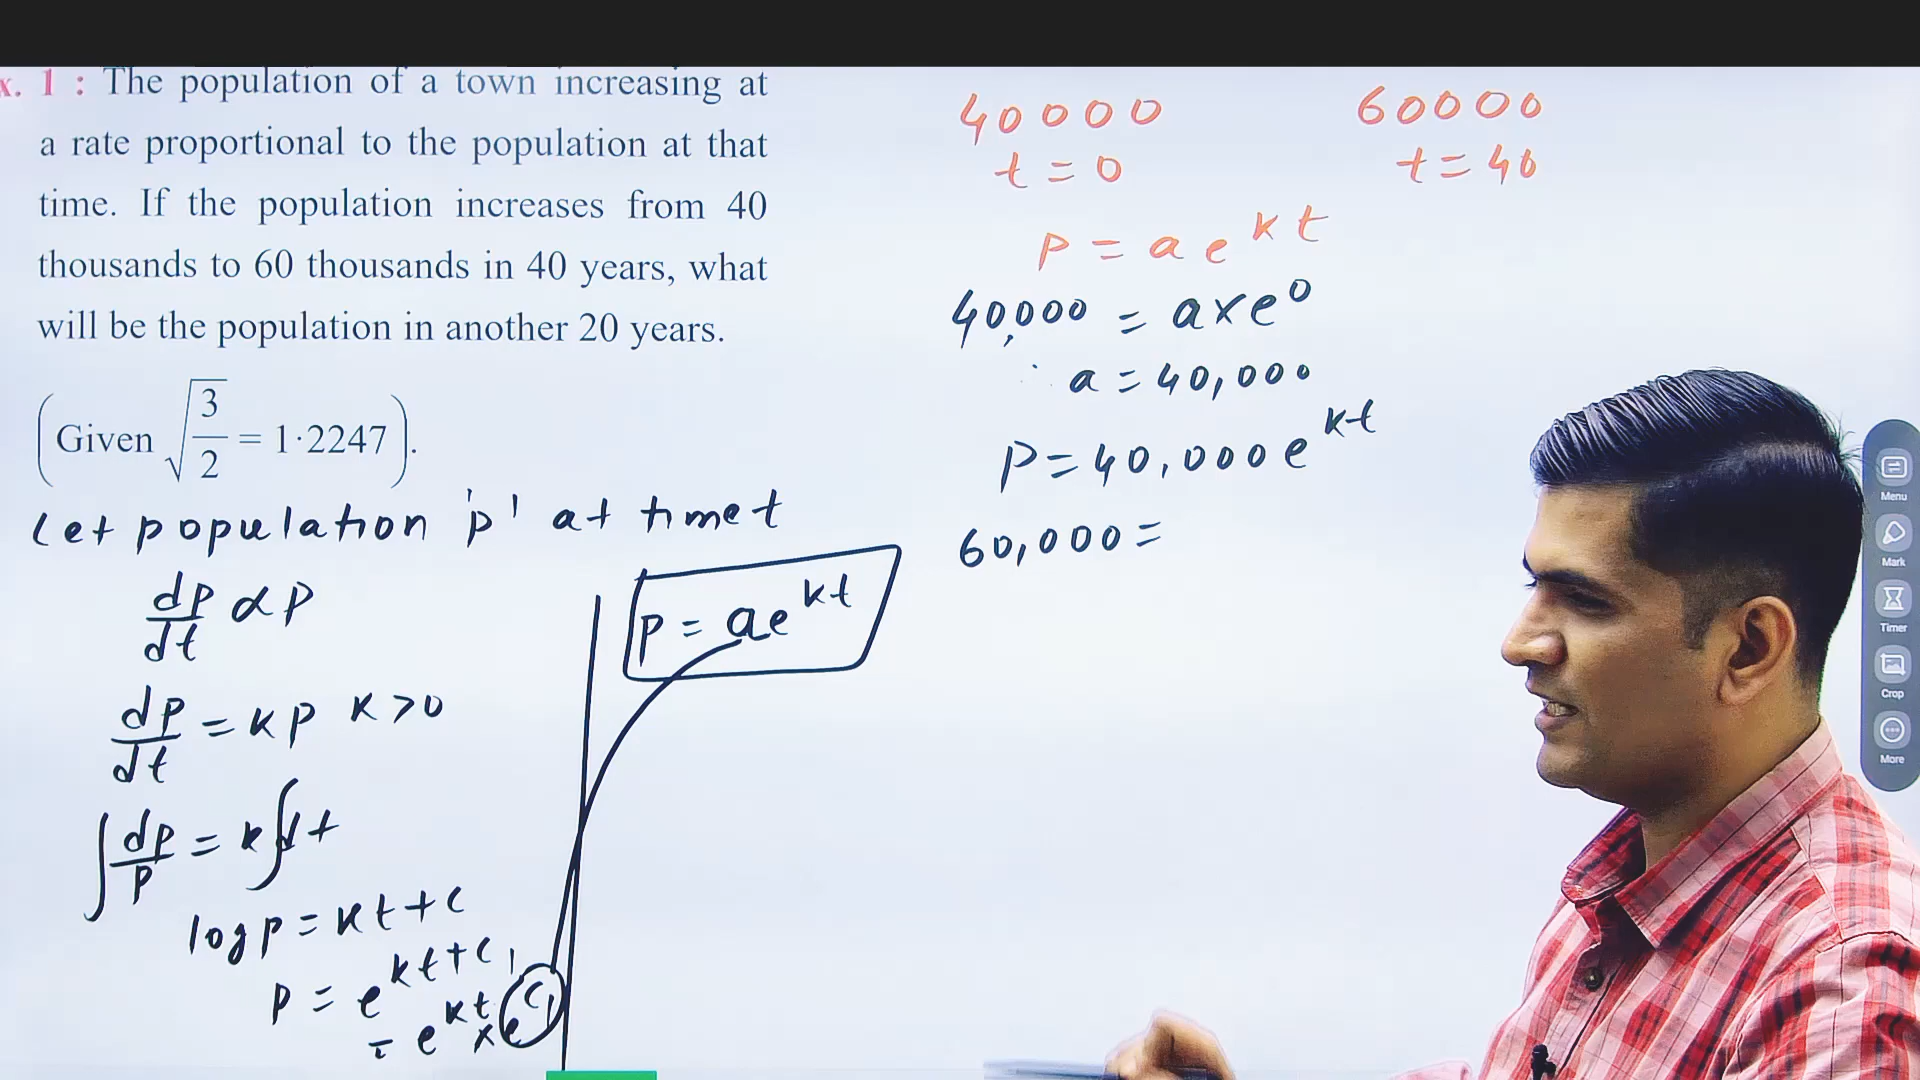 x. 1 : The population of a town increasing at
a rate proportional to the population at that
time. If the population increases from 40
thousands to 60 thousands in 40 years, what
will be the population in another 20 years.
(Given √3/2 = 1·2247).
Let population 'p' at time t
dp/dt ∝ p
dp/dt = kp k > 0
∫dp/p = k∫dt
log p = kt + c
p = e^kt+c1
= e^kt × e^c1
p = ae^kt
40000 60000
t = 0 t = 40
p = a e^kt
40,000 = a×e^0
a = 40,000
p = 40,000 e^kt
60,000 =
Menu
Mark
Timer
Crop
More